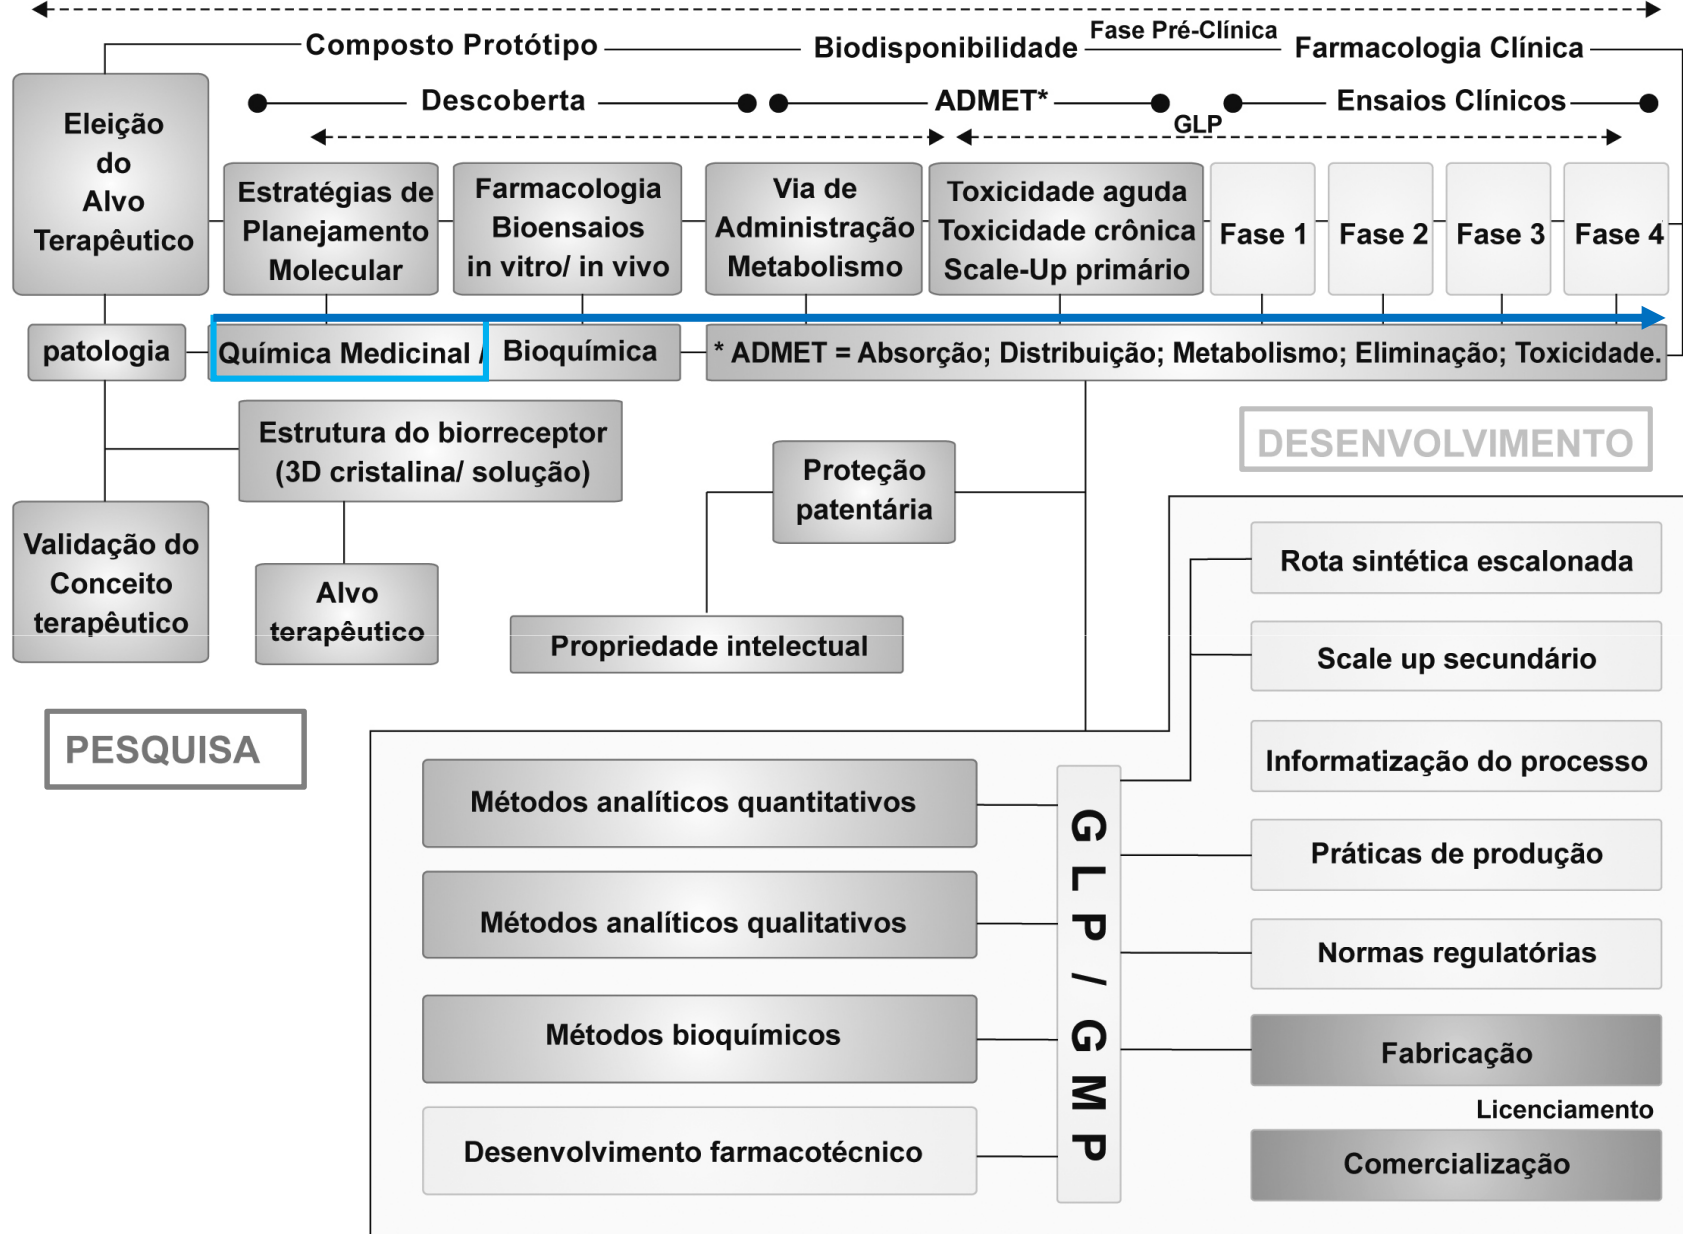 Fase Pré-Clínica
Composto Protótipo
Biodisponibilidade
Farmacologia Clínica
Descoberta
ADMET*
Ensaios Clínicos
GLP
Eleição
do
Alvo
Terapêutico
Estratégias de
Planejamento
Molecular
Farmacologia
Bioensaios
in vitro/ in vivo
Via de
Administração
Metabolismo
Toxicidade aguda
Toxicidade crônica
Scale-Up primário
Fase 1
Fase 2
Fase 3
Fase 4
patologia
Química Medicinal /
Bioquímica
* ADMET = Absorção; Distribuição; Metabolismo; Eliminação; Toxicidade.
Estrutura do biorreceptor
(3D cristalina/ solução)
DESENVOLVIMENTO
Proteção
patentária
Validação do
Conceito
terapêutico
Alvo
terapêutico
Propriedade intelectual
PESQUISA
Rota sintética escalonada
Scale up secundário
Informatização do processo
Práticas de produção
Normas regulatórias
Fabricação
Licenciamento
Comercialização
Métodos analíticos quantitativos
Métodos analíticos qualitativos
Métodos bioquímicos
Desenvolvimento farmacotécnico
GLP/GMP